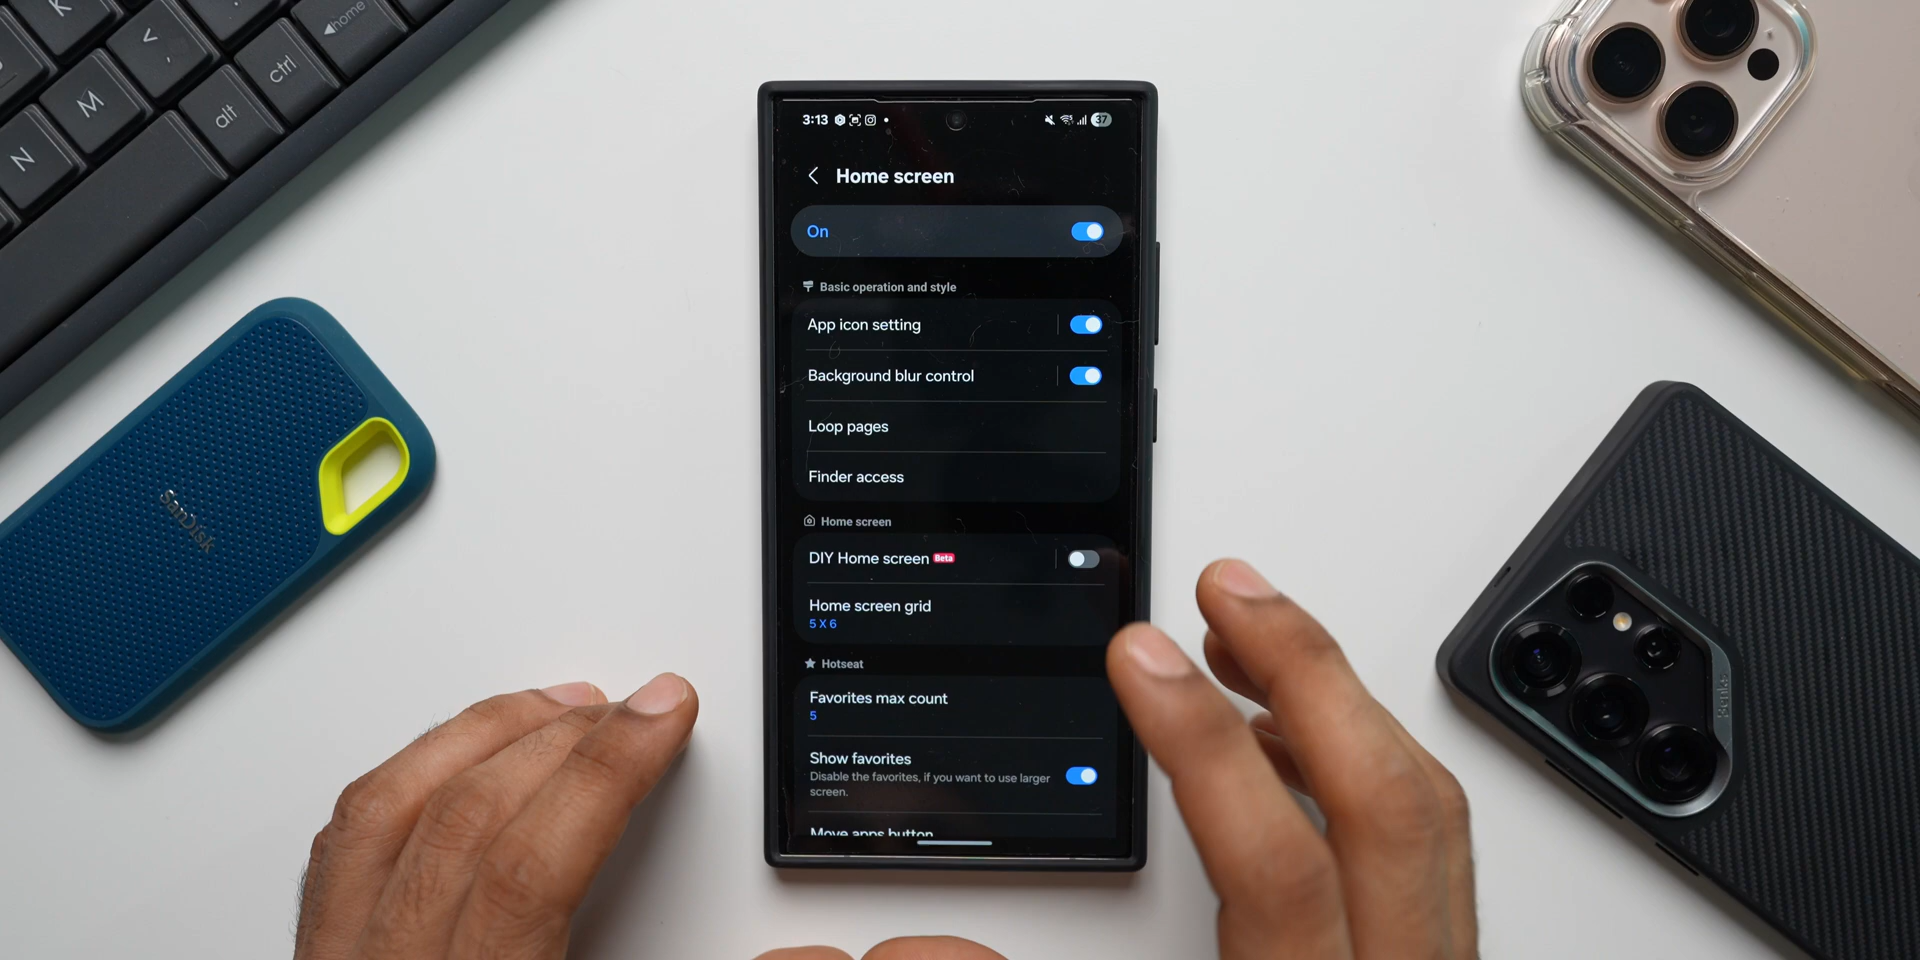 K
<
,
◀home
M
alt
ctrl
N
SanDisk
3:13
37
Home screen
On
Basic operation and style
App icon setting
Background blur control
Loop pages
Finder access
Home screen
DIY Home screen Beta
Home screen grid
5 X 6
Hotseat
Favorites max count
5
Show favorites
Disable the favorites, if you want to use larger
screen.
Move apps button
Benks